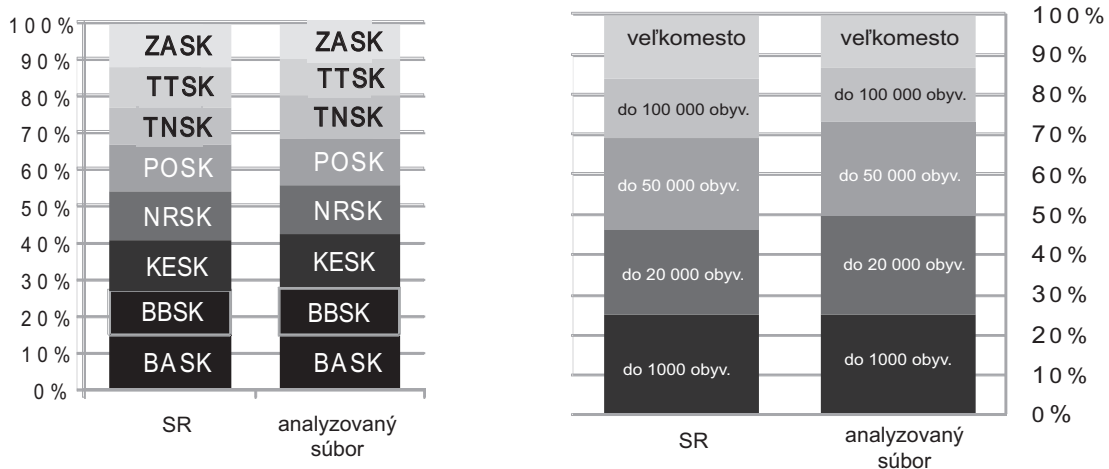 100%
90%
80%
70%
60%
50%
40%
30%
20%
10%
0%
ZASK
TTSK
TNSK
POSK
NRSK
KESK
BBSK
BASK
ZASK
TTSK
TNSK
POSK
NRSK
KESK
BBSK
BASK
SR
analyzovaný
súbor
veľkomesto
do 100 000 obyv.
do 50 000 obyv.
do 20 000 obyv.
do 1000 obyv.
veľkomesto
do 100 000 obyv.
do 50 000 obyv.
do 20 000 obyv.
do 1000 obyv.
100%
90%
80%
70%
60%
50%
40%
30%
20%
10%
0%
SR
analyzovaný
súbor